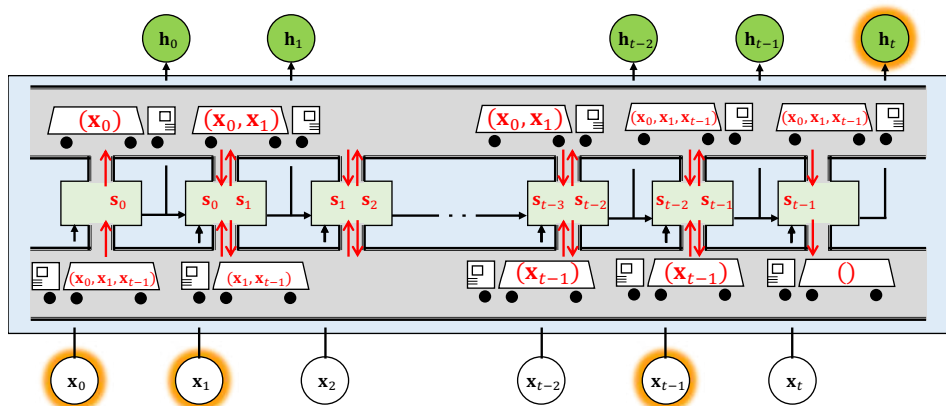 h₀ h₁ hₜ₋₂ hₜ₋₁ hₜ
(x₀) (x₀, x₁) (x₀, x₁) (x₀, x₁, xₜ₋₁) (x₀, x₁, xₜ₋₁)
s₀ s₀ s₁ s₁ s₂ . . sₜ₋₃ sₜ₋₂ sₜ₋₂ sₜ₋₁ sₜ₋₁
(x₀, x₁, xₜ₋₁) (x₁, xₜ₋₁) (xₜ₋₁) (xₜ₋₁) ()
x₀ x₁ x₂ xₜ₋₂ xₜ₋₁ xₜ